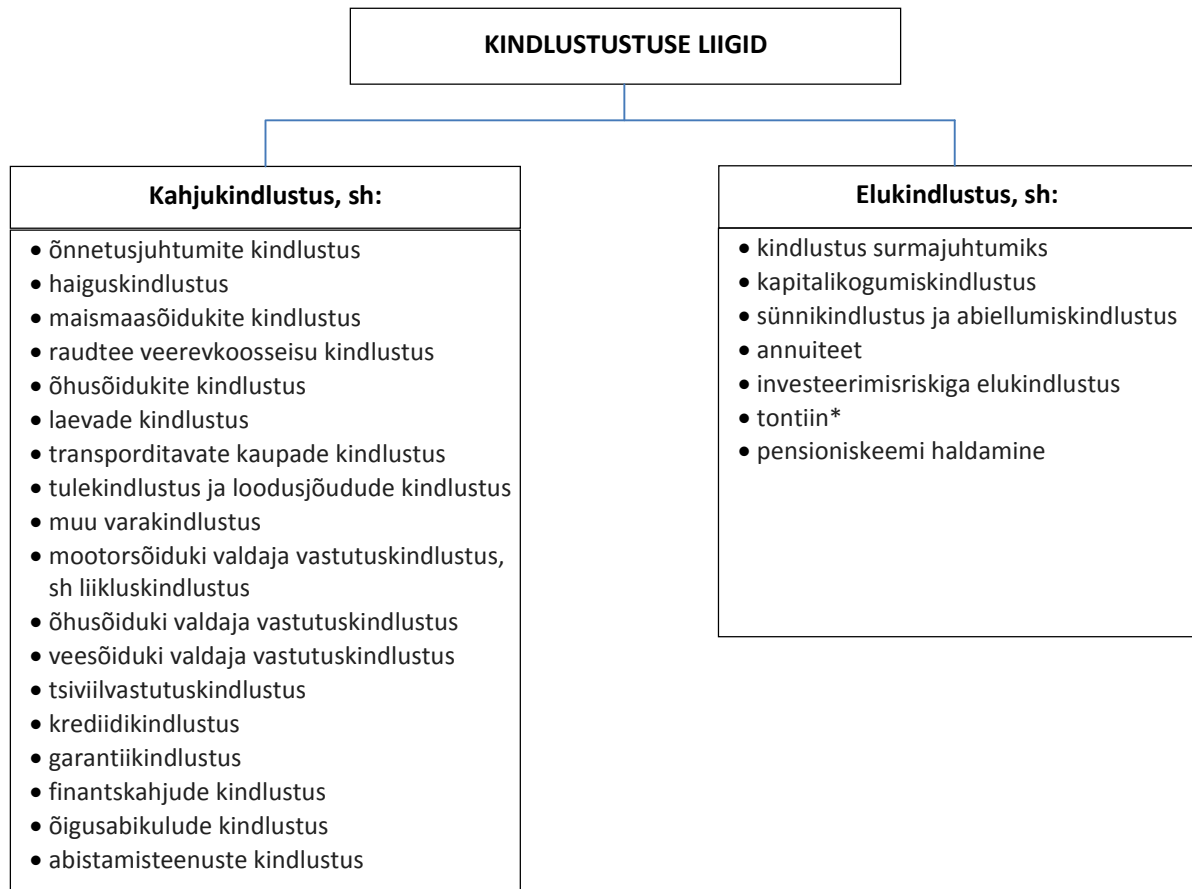 KINDLUSTUSTUSE LIIGID
Kahjukindlustus, sh:
• õnnetusjuhtumite kindlustus
• haiguskindlustus
• maismaasõidukite kindlustus
• raudtee veerevkoosseisu kindlustus
• õhusõidukite kindlustus
• laevade kindlustus
• transporditavate kaupade kindlustus
• tulekindlustus ja loodusjõudude kindlustus
• muu varakindlustus
• mootorsõiduki valdaja vastutuskindlustus,
sh liikluskindlustus
• õhusõiduki valdaja vastutuskindlustus
• veesõiduki valdaja vastutuskindlustus
• tsiviilvastutuskindlustus
• krediidikindlustus
• garantiikindlustus
• finantskahjude kindlustus
• õigusabikulude kindlustus
• abistamisteenuste kindlustus
Elukindlustus, sh:
• kindlustus surmajuhtumiks
• kapitalikogumiskindlustus
• sünnikindlustus ja abiellumiskindlustus
• annuiteet
• investeerimisriskiga elukindlustus
• tontiin*
• pensioniskeemi haldamine